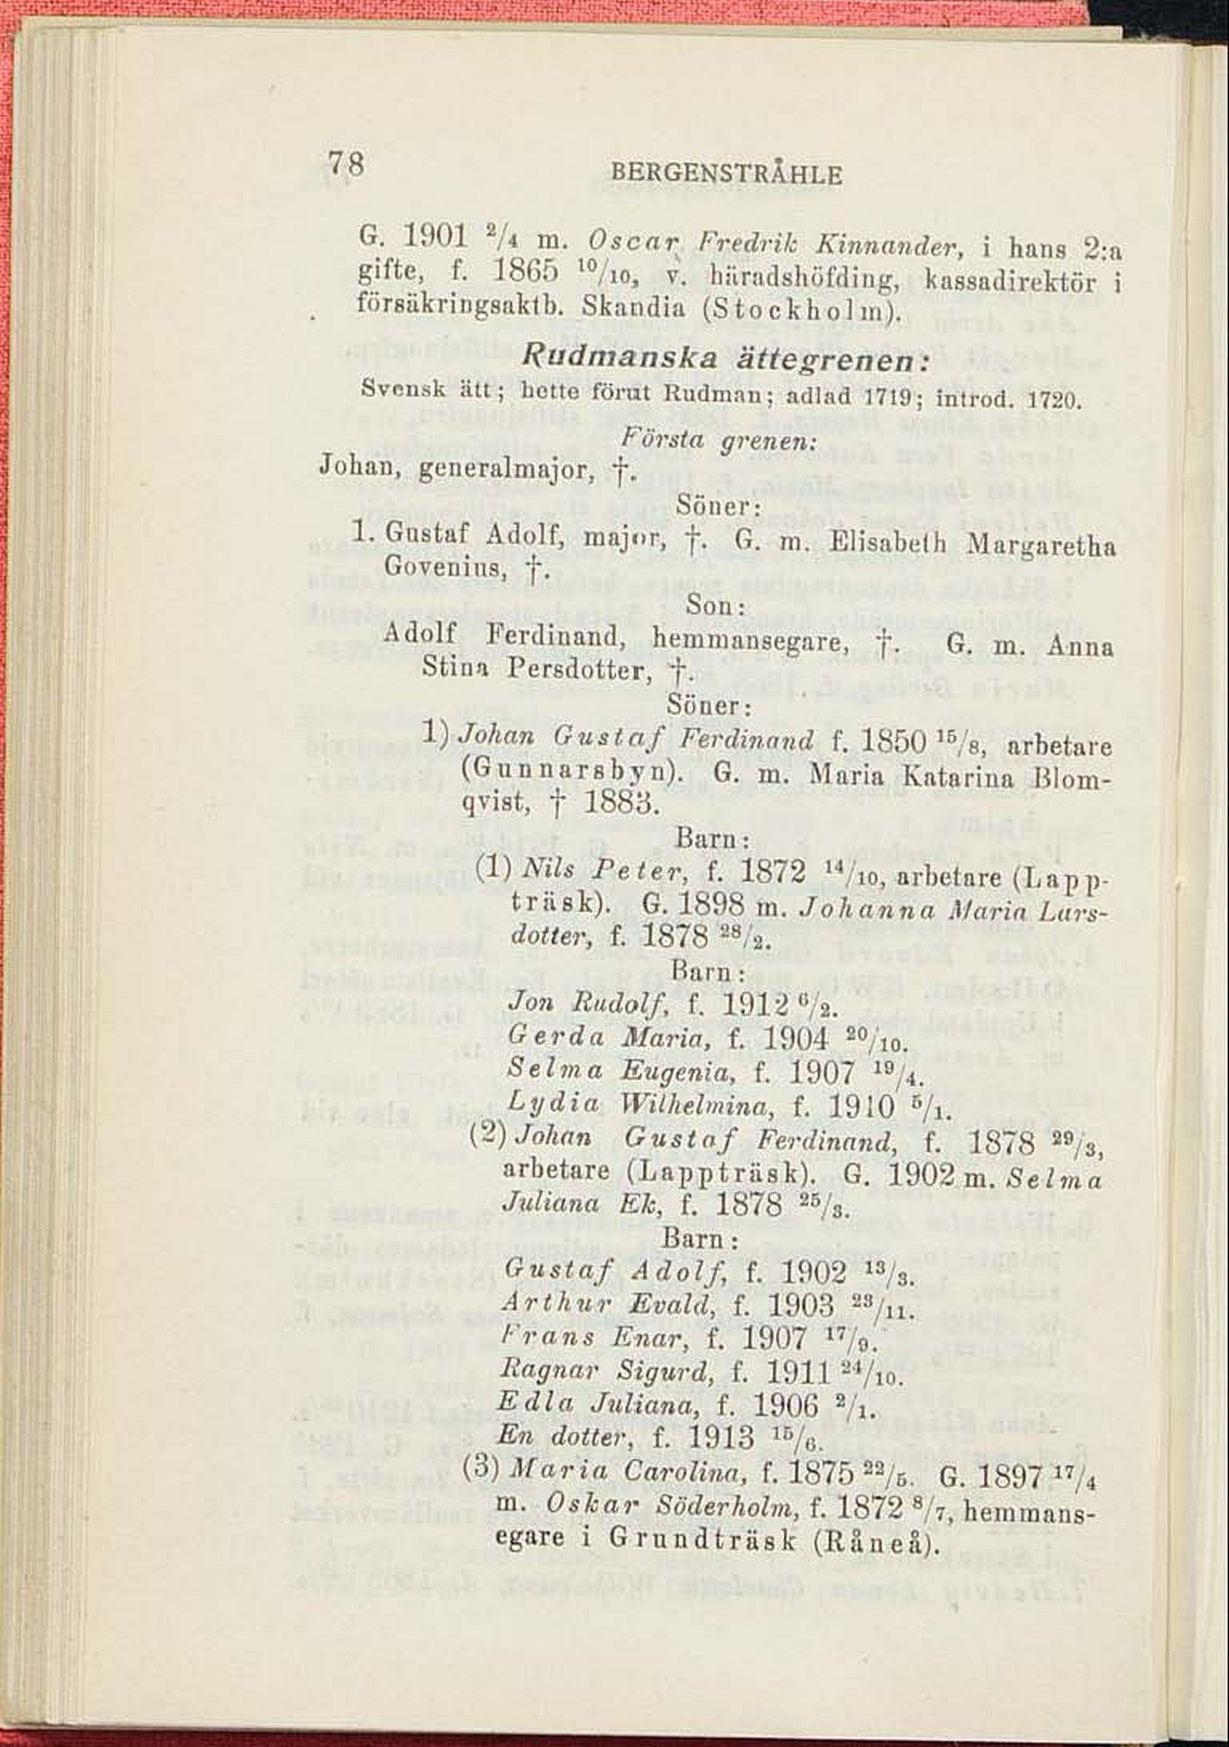 78
BERGENSTRÅHLE
G. 1901 ²/₄ m. Oscar Fredrik Kinnander, i hans 2:a
gifte, f. 1865 ¹⁰/₁₀, v. häradshöfding, kassadirektör i
försäkringsaktb. Skandia (Stockholm).
Rudmanska ättegrenen:
Svensk ätt; hette förut Rudman; adlad 1719; introd. 1720.
Första grenen:
Johan, generalmajor, †.
Söner:
1. Gustaf Adolf, major, †. G. m. Elisabeth Margaretha
Govenius, †.
Son:
Adolf Ferdinand, hemmansegare, †. G. m. Anna
Stina Persdotter, †.
Söner:
1) Johan Gustaf Ferdinand f. 1850 ¹⁵/₈, arbetare
(Gunnarsbyn). G. m. Maria Katarina Blom-
qvist, † 1883.
Barn:
(1) Nils Peter, f. 1872 ¹⁴/₁₀, arbetare (Lapp-
träsk). G. 1898 m. Johanna Maria Lars-
dotter, f. 1878 ²⁸/₂.
Barn:
Jon Rudolf, f. 1912 ⁶/₂.
Gerda Maria, f. 1904 ²⁰/₁₀.
Selma Eugenia, f. 1907 ¹⁹/₄.
Lydia Wilhelmina, f. 1910 ⁵/₁.
(2) Johan Gustaf Ferdinand, f. 1878 ²⁹/₃,
arbetare (Lappträsk). G. 1902 m. Selma
Juliana Ek, f. 1878 ²⁵/₃.
Barn:
Gustaf Adolf, f. 1902 ¹³/₃.
Arthur Evald, f. 1903 ²³/₁₁.
Frans Enar, f. 1907 ¹⁷/₉.
Ragnar Sigurd, f. 1911 ²⁴/₁₀.
Edla Juliana, f. 1906 ²/₁.
En dotter, f. 1913 ¹⁵/₆.
(3) Maria Carolina, f. 1875 ²²/₅. G. 1897 ¹⁷/₄
m. Oskar Söderholm, f. 1872 ⁸/₇, hemmans-
egare i Grundträsk (Råneå).